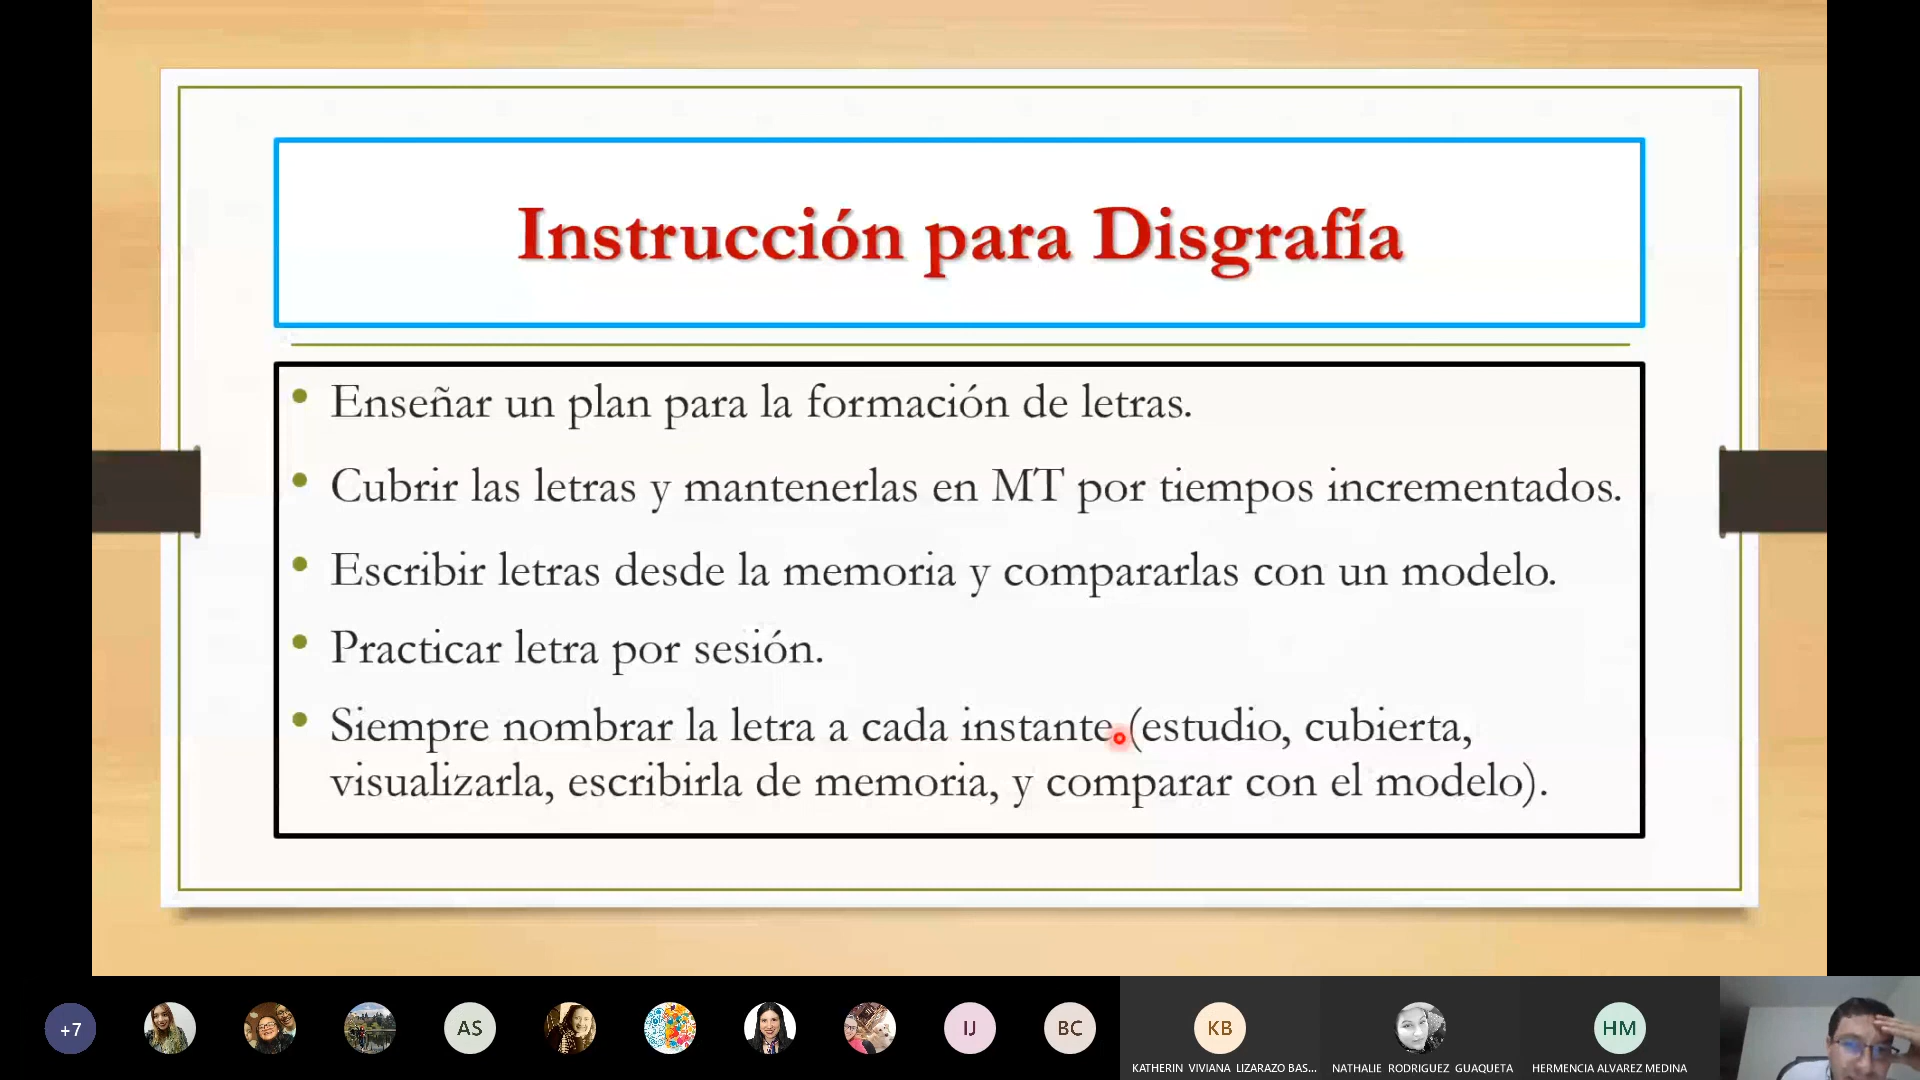 Instrucción para Disgrafía
• Enseñar un plan para la formación de letras.
• Cubrir las letras y mantenerlas en MT por tiempos incrementados.
• Escribir letras desde la memoria y compararlas con un modelo.
• Practicar letra por sesión.
• Siempre nombrar la letra a cada instante (estudio, cubierta,
visualizarla, escribirla de memoria, y comparar con el modelo).
+7
AS
IJ
BC
KB
HM
KATHERIN VIVIANA LIZARAZO BAS...
NATHALIE RODRIGUEZ GUAQUETA
HERMENCIA ALVAREZ MEDINA